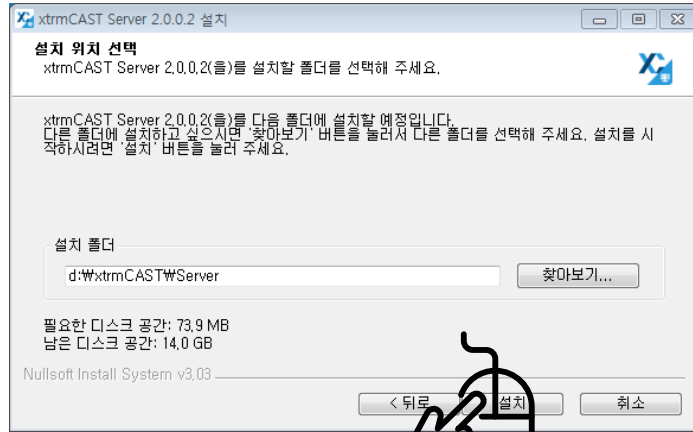 xtrmCAST Server 2.0.0.2 설치
설치 위치 선택
xtrmCAST Server 2.0.0.2(을)를 설치할 폴더를 선택해 주세요.
xtrmCAST Server 2.0.0.2(을)를 다음 폴더에 설치할 예정입니다.
다른 폴더에 설치하고 싶으시면 '찾아보기' 버튼을 눌러서 다른 폴더를 선택해 주세요. 설치를 시
작하시려면 '설치' 버튼을 눌러 주세요.
설치 폴더
d:₩xtrmCAST₩Server
찾아보기...
필요한 디스크 공간: 73.9 MB
남은 디스크 공간: 14.0 GB
Nullsoft Install System v3.03
< 뒤로
설치
취소